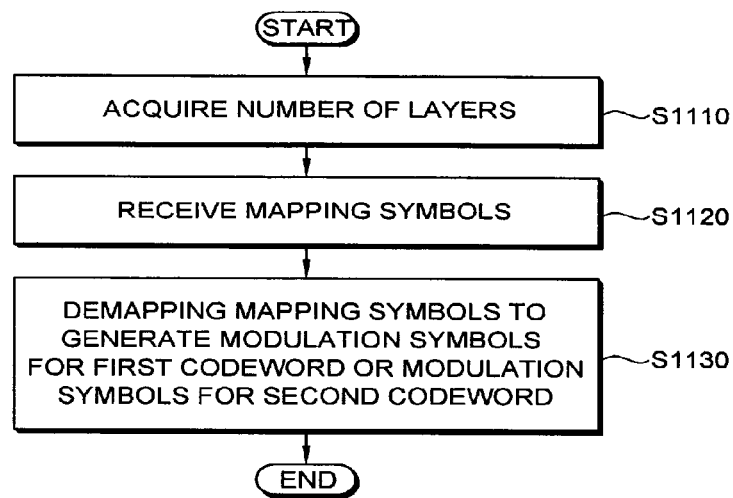 START
ACQUIRE NUMBER OF LAYERS
S1110
RECEIVE MAPPING SYMBOLS
S1120
DEMAPPING MAPPING SYMBOLS TO
GENERATE MODULATION SYMBOLS
FOR FIRST CODEWORD OR MODULATION
SYMBOLS FOR SECOND CODEWORD
S1130
END